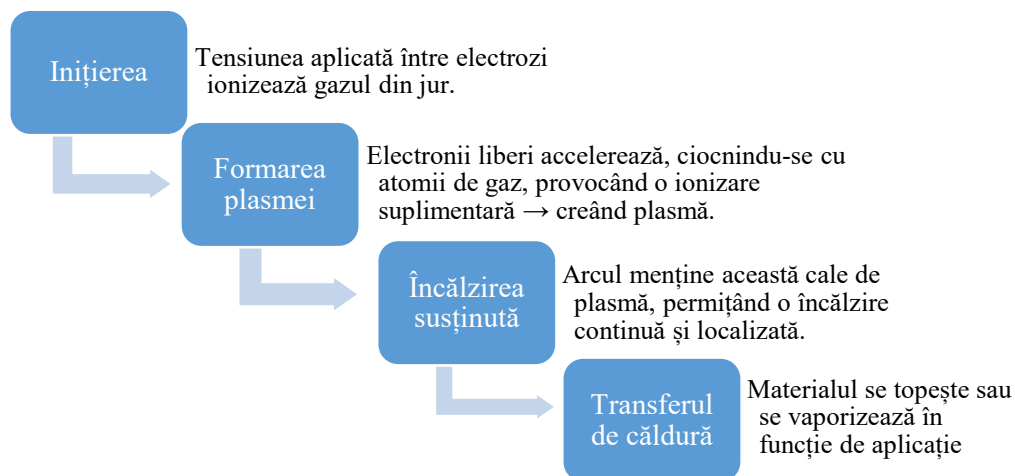 Inițierea
Tensiunea aplicată între electrozi
ionizează gazul din jur.
Formarea
plasmei
Electronii liberi accelerează, ciocnindu-se cu
atomii de gaz, provocând o ionizare
suplimentară → creând plasmă.
Încălzirea
susținută
Arcul menține această cale de
plasmă, permițând o încălzire
continuă și localizată.
Transferul
de căldură
Materialul se topește sau
se vaporizează în
funcție de aplicație